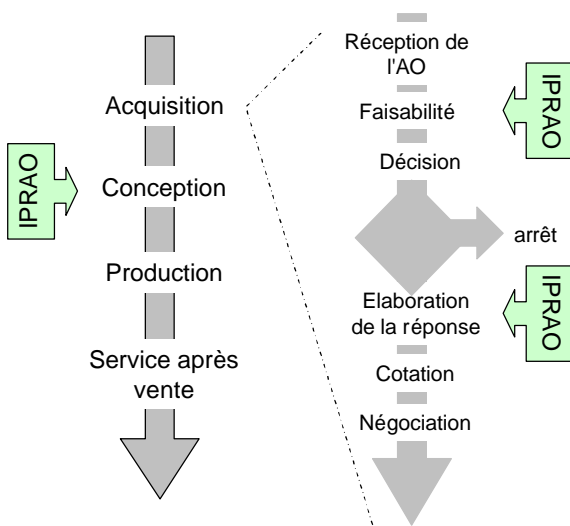 IPRAO
Acquisition
Conception
Production
Service après
vente
Réception de
l'AO
Faisabilité
Décision
arrêt
Elaboration
de la réponse
Cotation
Négociation
IPRAO
IPRAO